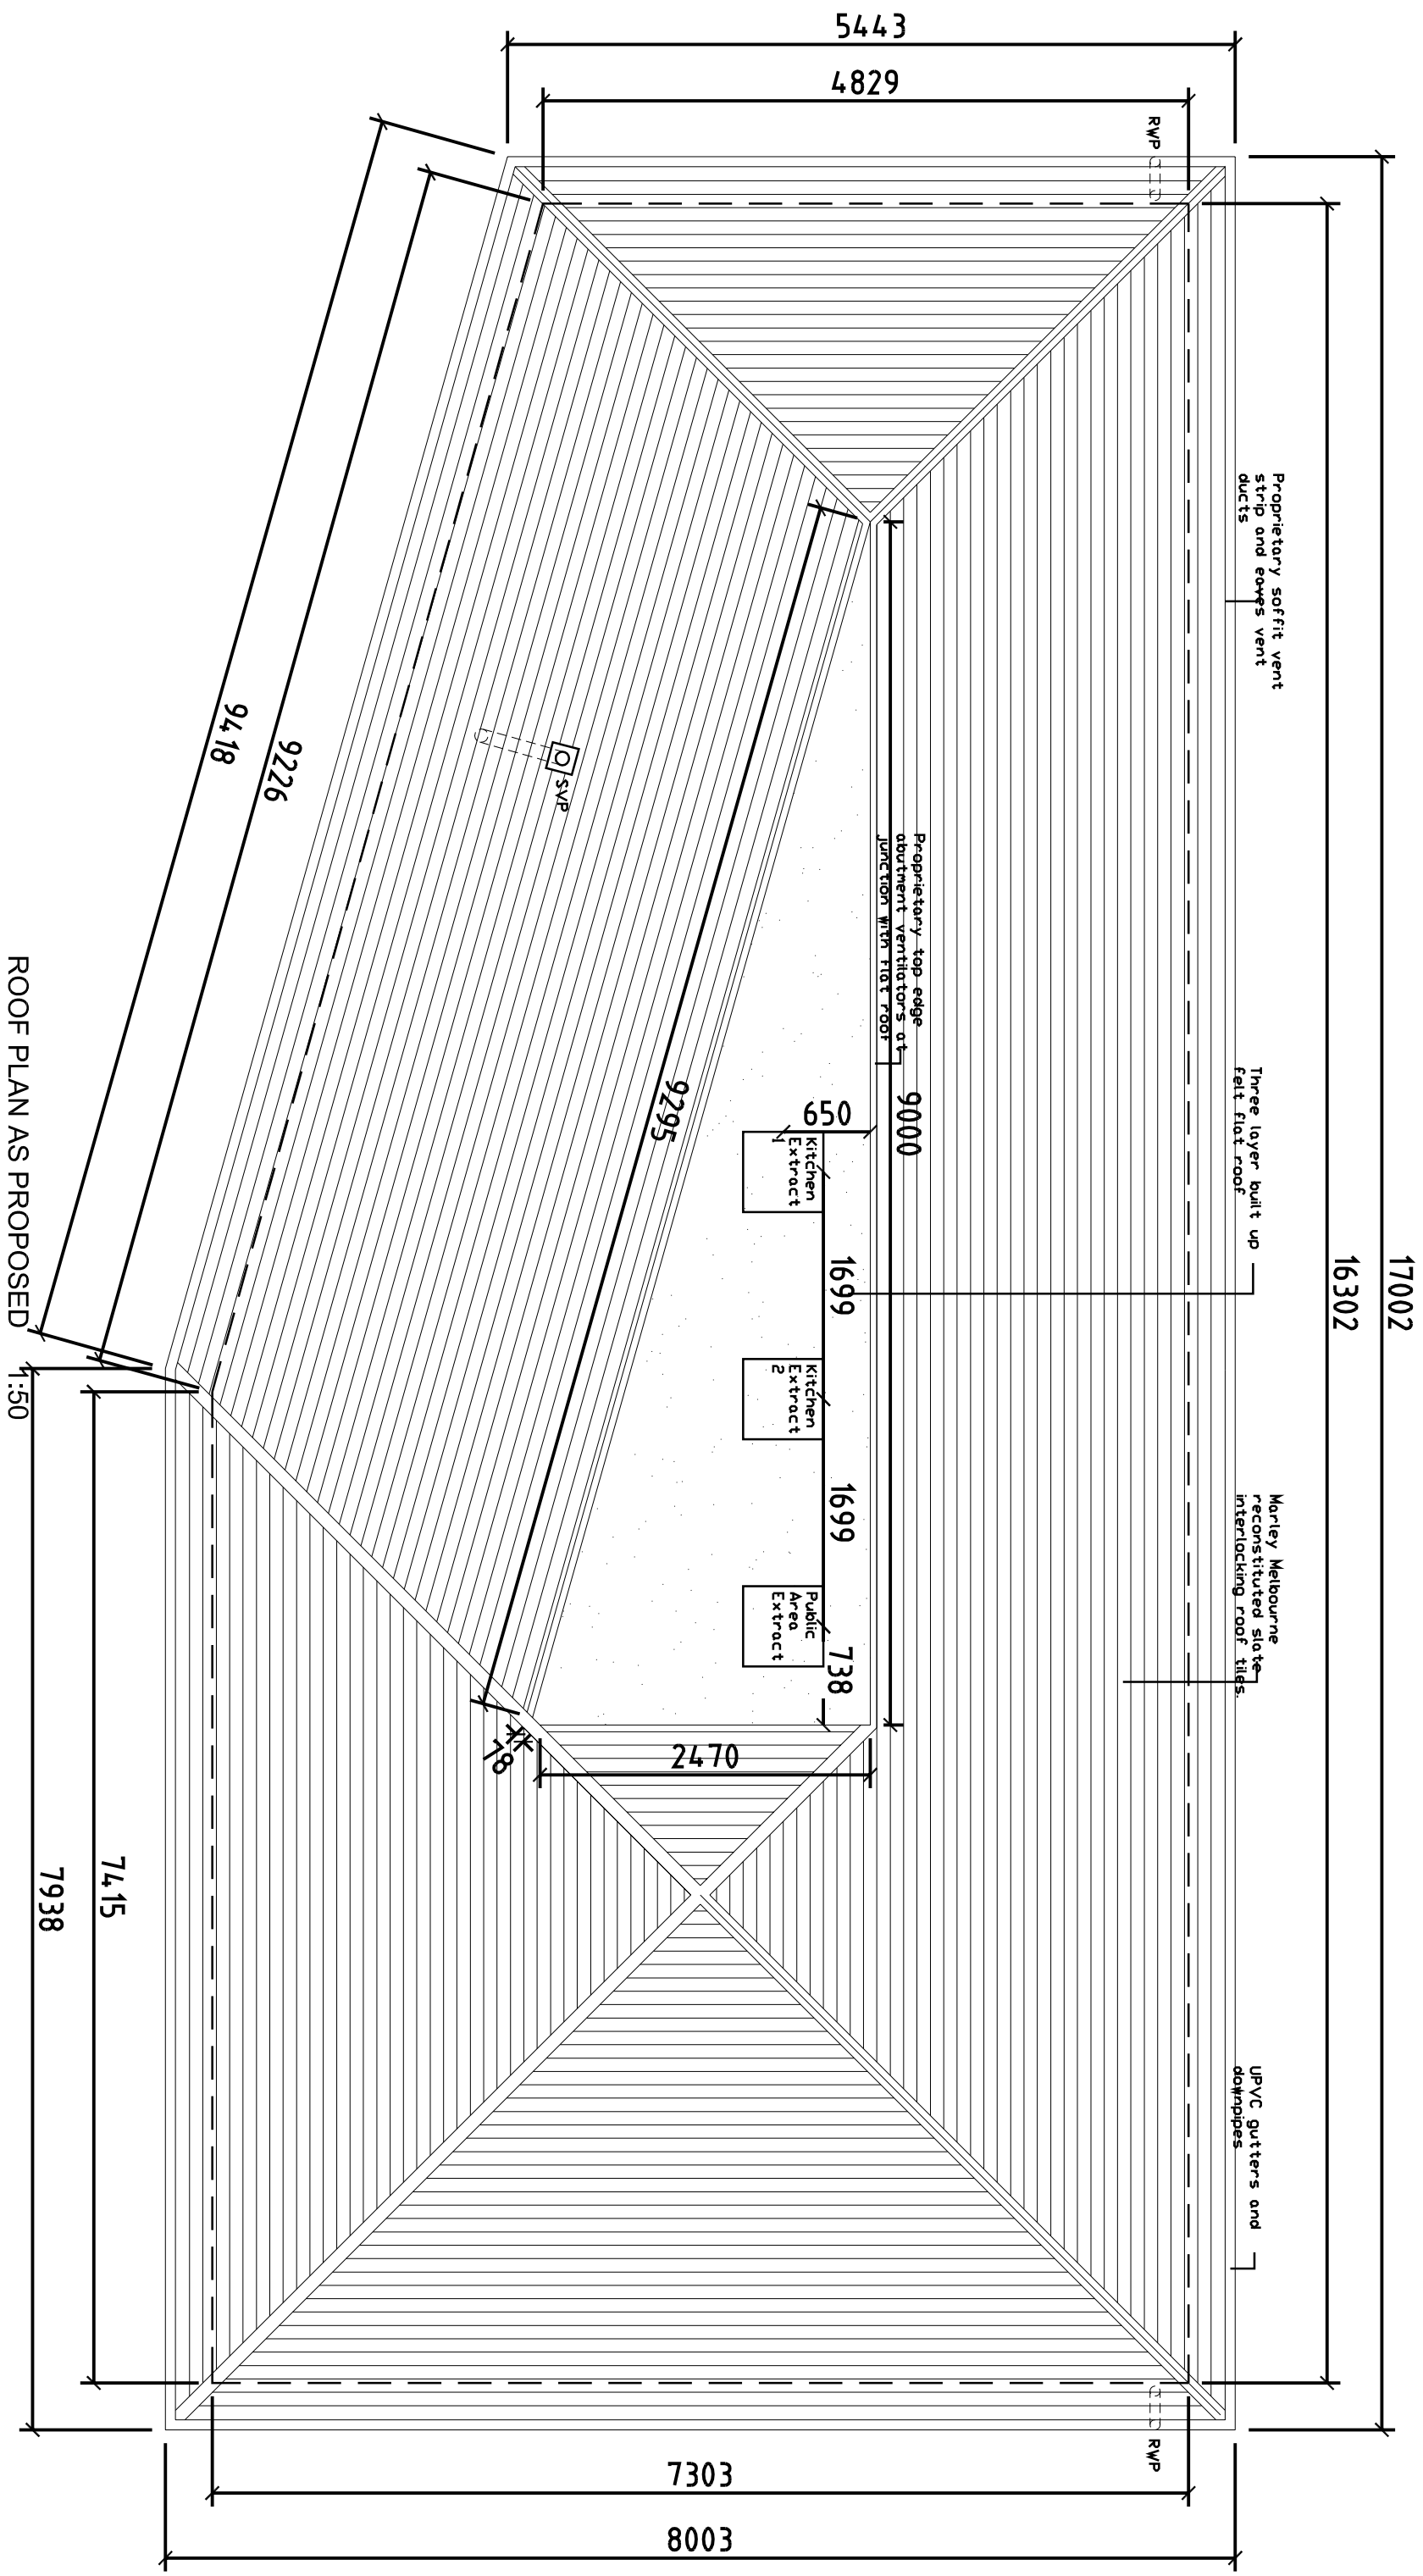 17002
16302
Proprietary soffit vent
strip and eaves vent
ducts
Three layer built up
felt flat roof
Marley Melbourne
reconstituted slate
interlocking roof tiles.
UPVC gutters and
downpipes
RWP
RWP
5443
4829
7303
8003
Proprietary top edge
abutment ventilators at
junction with flat roof
9000
650
1699
1699
738
Kitchen
Extract
1
Kitchen
Extract
2
Public
Area
Extract
2470
78
9295
SVP
9226
9418
7415
7938
ROOF PLAN AS PROPOSED
1:50